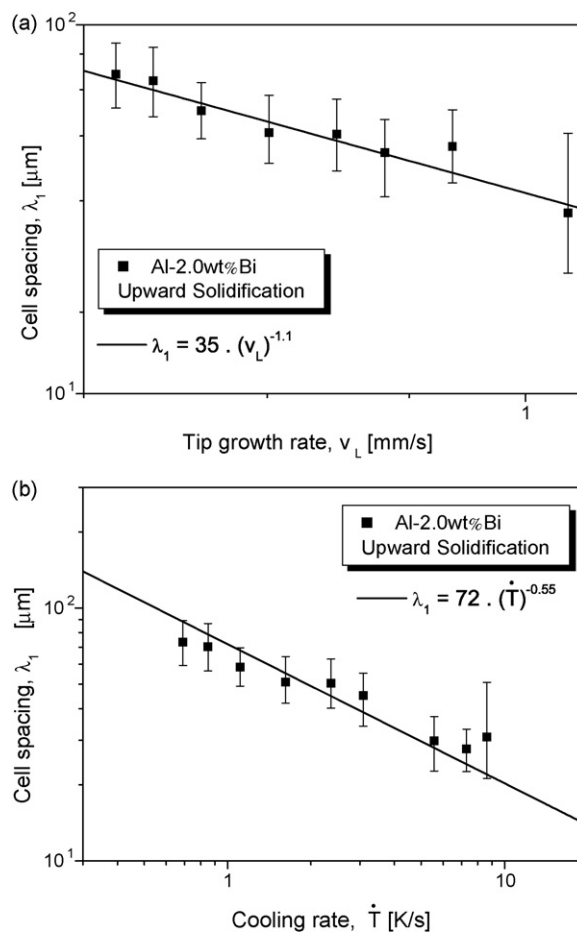 (a)
10²
Cell spacing, λ₁ [μm]
■ Al-2.0wt%Bi
Upward Solidification
λ₁ = 35 . (v_L)^-1.1
10¹
1
Tip growth rate, v_L [mm/s]
(b)
■ Al-2.0wt%Bi
Upward Solidification
λ₁ = 72 . (Ṫ)^-0.55
10²
Cell spacing, λ₁ [μm]
10¹
1
10
Cooling rate, Ṫ [K/s]